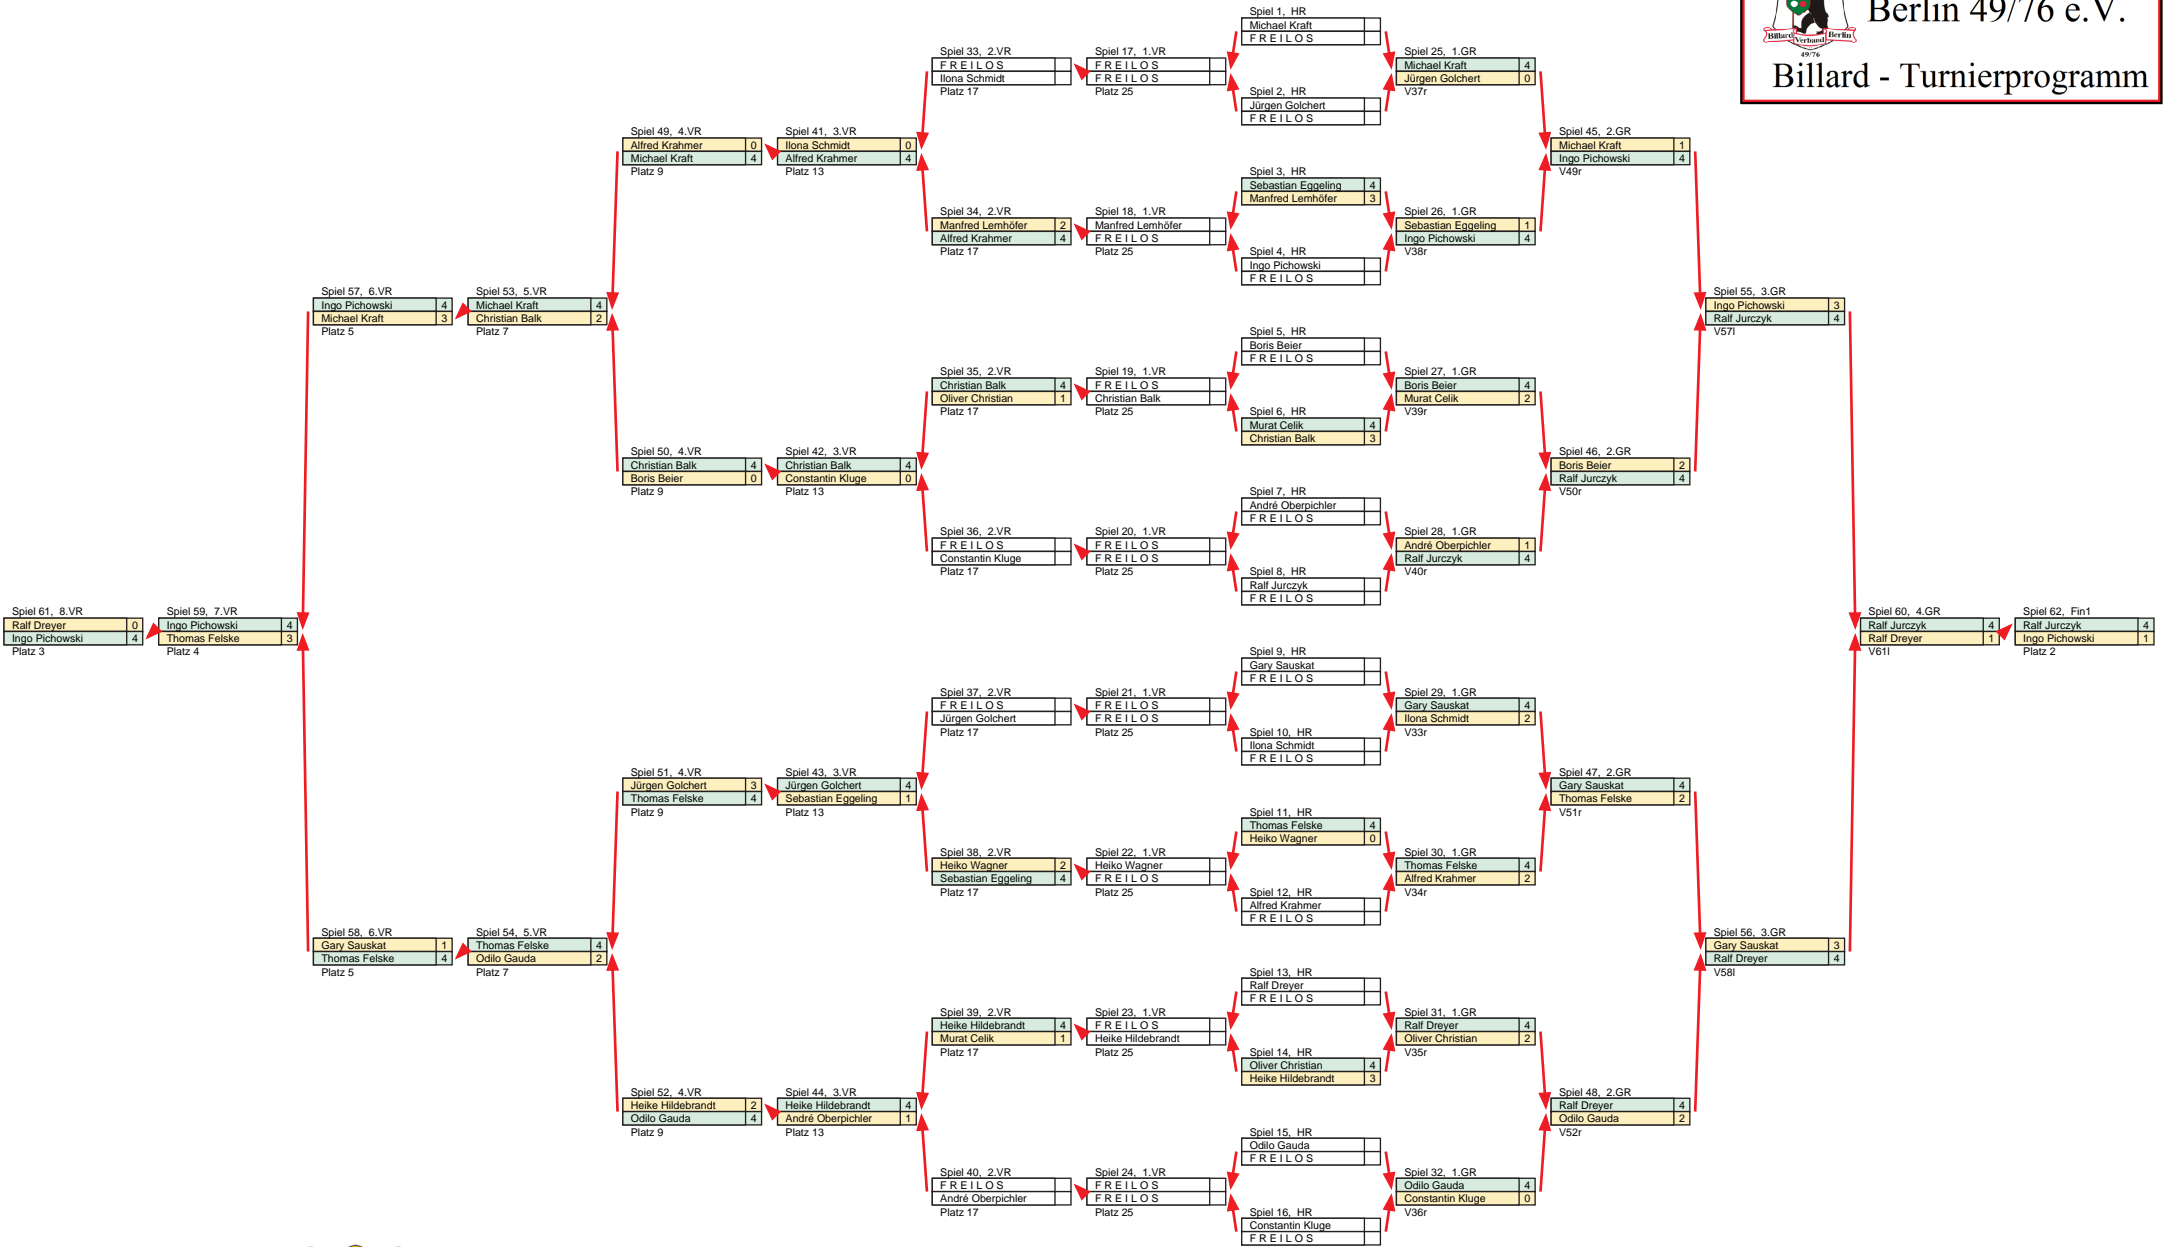 Berlin 49/76 e.V.
Billard Verband Berlin
49/76
Billard - Turnierprogramm
Spiel 61, 8.VR
Ralf Dreyer 0
Ingo Pichowski 4
Platz 3
Spiel 59, 7.VR
Ingo Pichowski 4
Thomas Felske 3
Platz 4
Spiel 57, 6.VR
Ingo Pichowski 4
Michael Kraft 3
Platz 5
Spiel 58, 6.VR
Gary Sauskat 1
Thomas Felske 4
Platz 5
Spiel 53, 5.VR
Michael Kraft 4
Christian Balk 2
Platz 7
Spiel 54, 5.VR
Thomas Felske 4
Odilo Gauda 2
Platz 7
Spiel 49, 4.VR
Alfred Krahmer 0
Michael Kraft 4
Platz 9
Spiel 50, 4.VR
Christian Balk 4
Boris Beier 0
Platz 9
Spiel 51, 4.VR
Jürgen Golchert 3
Thomas Felske 4
Platz 9
Spiel 52, 4.VR
Heike Hildebrandt 2
Odilo Gauda 4
Platz 9
Spiel 41, 3.VR
Ilona Schmidt 0
Alfred Krahmer 4
Platz 13
Spiel 42, 3.VR
Christian Balk 4
Constantin Kluge 0
Platz 13
Spiel 43, 3.VR
Jürgen Golchert 4
Sebastian Eggeling 1
Platz 13
Spiel 44, 3.VR
Heike Hildebrandt 4
André Oberpichler 1
Platz 13
Spiel 33, 2.VR
F R E I L O S
Ilona Schmidt
Platz 17
Spiel 34, 2.VR
Manfred Lemhöfer 2
Alfred Krahmer 4
Platz 17
Spiel 35, 2.VR
Christian Balk 4
Oliver Christian 1
Platz 17
Spiel 36, 2.VR
F R E I L O S
Constantin Kluge
Platz 17
Spiel 37, 2.VR
F R E I L O S
Jürgen Golchert
Platz 17
Spiel 38, 2.VR
Heiko Wagner 2
Sebastian Eggeling 4
Platz 17
Spiel 39, 2.VR
Heike Hildebrandt 4
Murat Celik 1
Platz 17
Spiel 40, 2.VR
F R E I L O S
André Oberpichler
Platz 17
Spiel 17, 1.VR
F R E I L O S
F R E I L O S
Platz 25
Spiel 18, 1.VR
Manfred Lemhöfer
F R E I L O S
Platz 25
Spiel 19, 1.VR
F R E I L O S
Christian Balk
Platz 25
Spiel 20, 1.VR
F R E I L O S
F R E I L O S
Platz 25
Spiel 21, 1.VR
F R E I L O S
F R E I L O S
Platz 25
Spiel 22, 1.VR
Heiko Wagner
F R E I L O S
Platz 25
Spiel 23, 1.VR
F R E I L O S
Heike Hildebrandt
Platz 25
Spiel 24, 1.VR
F R E I L O S
F R E I L O S
Platz 25
Spiel 1, HR
Michael Kraft
F R E I L O S
Spiel 2, HR
Jürgen Golchert
F R E I L O S
Spiel 3, HR
Sebastian Eggeling 4
Manfred Lemhöfer 3
Spiel 4, HR
Ingo Pichowski
F R E I L O S
Spiel 5, HR
Boris Beier
F R E I L O S
Spiel 6, HR
Murat Celik 4
Christian Balk 3
Spiel 7, HR
André Oberpichler
F R E I L O S
Spiel 8, HR
Ralf Jurczyk
F R E I L O S
Spiel 9, HR
Gary Sauskat
F R E I L O S
Spiel 10, HR
Ilona Schmidt
F R E I L O S
Spiel 11, HR
Thomas Felske 4
Heiko Wagner 0
Spiel 12, HR
Alfred Krahmer
F R E I L O S
Spiel 13, HR
Ralf Dreyer
F R E I L O S
Spiel 14, HR
Oliver Christian 4
Heike Hildebrandt 3
Spiel 15, HR
Odilo Gauda
F R E I L O S
Spiel 16, HR
Constantin Kluge
F R E I L O S
Spiel 25, 1.GR
Michael Kraft 4
Jürgen Golchert 0
V37r
Spiel 26, 1.GR
Sebastian Eggeling 1
Ingo Pichowski 4
V38r
Spiel 27, 1.GR
Boris Beier 4
Murat Celik 2
V39r
Spiel 28, 1.GR
André Oberpichler 1
Ralf Jurczyk 4
V40r
Spiel 29, 1.GR
Gary Sauskat 4
Ilona Schmidt 2
V33r
Spiel 30, 1.GR
Thomas Felske 4
Alfred Krahmer 2
V34r
Spiel 31, 1.GR
Ralf Dreyer 4
Oliver Christian 2
V35r
Spiel 32, 1.GR
Odilo Gauda 4
Constantin Kluge 0
V36r
Spiel 45, 2.GR
Michael Kraft 1
Ingo Pichowski 4
V49r
Spiel 46, 2.GR
Boris Beier 2
Ralf Jurczyk 4
V50r
Spiel 47, 2.GR
Gary Sauskat 4
Thomas Felske 2
V51r
Spiel 48, 2.GR
Ralf Dreyer 4
Odilo Gauda 2
V52r
Spiel 55, 3.GR
Ingo Pichowski 3
Ralf Jurczyk 4
V57l
Spiel 56, 3.GR
Gary Sauskat 3
Ralf Dreyer 4
V58l
Spiel 60, 4.GR
Ralf Jurczyk 4
Ralf Dreyer 1
V61l
Spiel 62, Fin1
Ralf Jurczyk 4
Ingo Pichowski 1
Platz 2